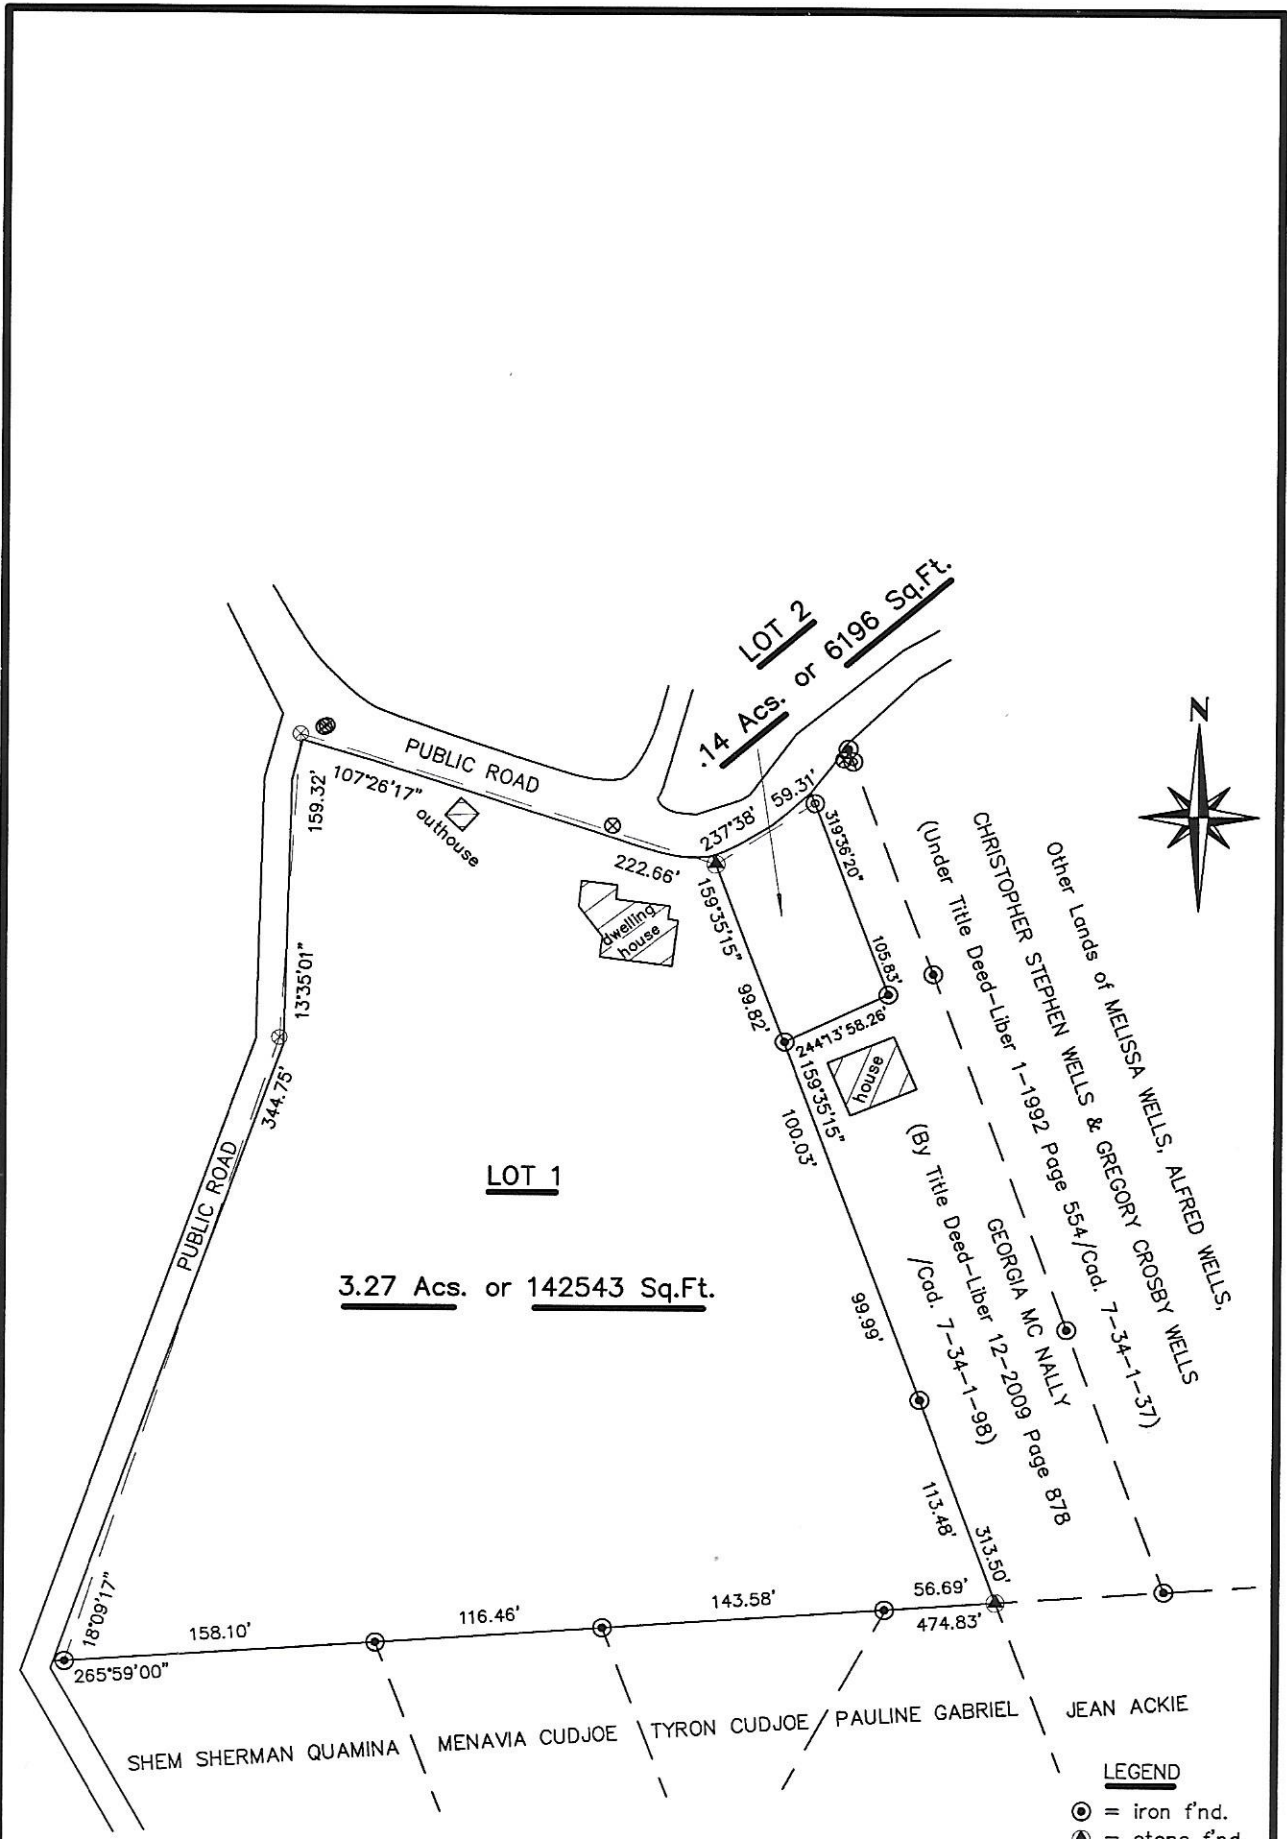 LOT 2
.14 Acs. or 6196 Sq.Ft.
N
PUBLIC ROAD
107°26'17"
outhouse
159.32'
222.66'
237°38'
59.31'
319°36'20"
105.83'
159°35'15"
99.82'
dwelling
house
13°35'01"
244°13'58.26'
159°35'15"
100.03'
house
344.75'
PUBLIC ROAD
LOT 1
3.27 Acs. or 142543 Sq.Ft.
Other Lands of MELISSA WELLS, ALFRED WELLS,
CHRISTOPHER STEPHEN WELLS & GREGORY CROSBY WELLS
(Under Title Deed-Liber 1-1992 Page 554/Cad. 7-34-1-37)
GEORGIA MC NALLY
(By Title Deed-Liber 12-2009 Page 878
/Cad. 7-34-1-98)
99.99'
113.48'
313.50'
18°09'17"
265°59'00"
158.10'
116.46'
143.58'
56.69'
474.83'
SHEM SHERMAN QUAMINA
MENAVIA CUDJOE
TYRON CUDJOE
PAULINE GABRIEL
JEAN ACKIE
LEGEND
= iron f'nd.
= stone f'nd